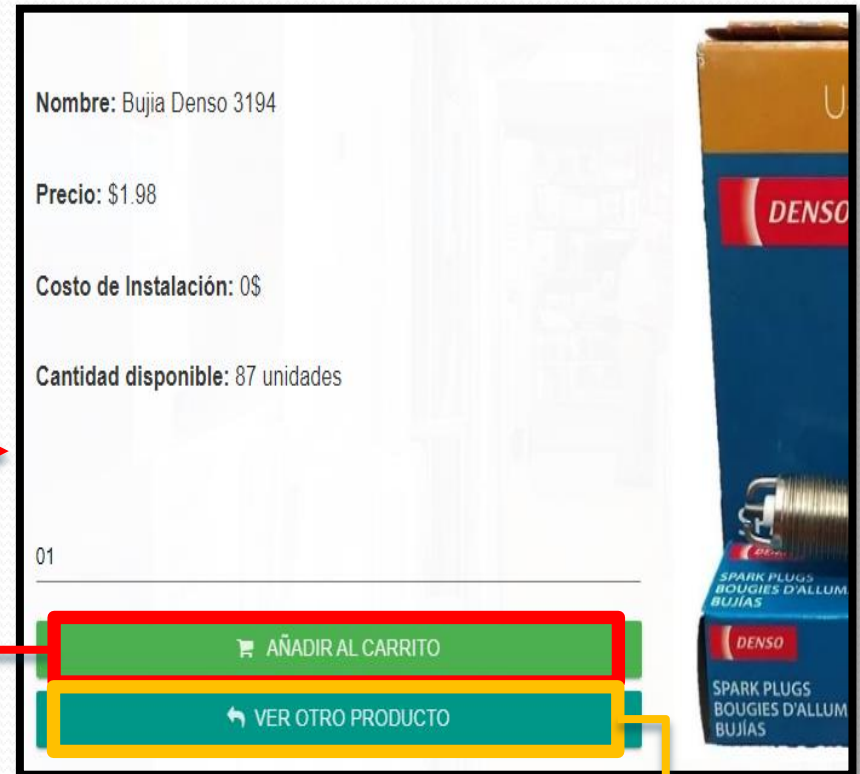 Nombre: Bujia Denso 3194
Precio: $1.98
Costo de Instalación: 0$
Cantidad disponible: 87 unidades
01
AÑADIR AL CARRITO
VER OTRO PRODUCTO
U
DENSO
SPARK PLUGS
BOUGIES D'ALLUM
BUJÍAS
DENSO
SPARK PLUGS
BOUGIES D'ALLUM
BUJÍAS